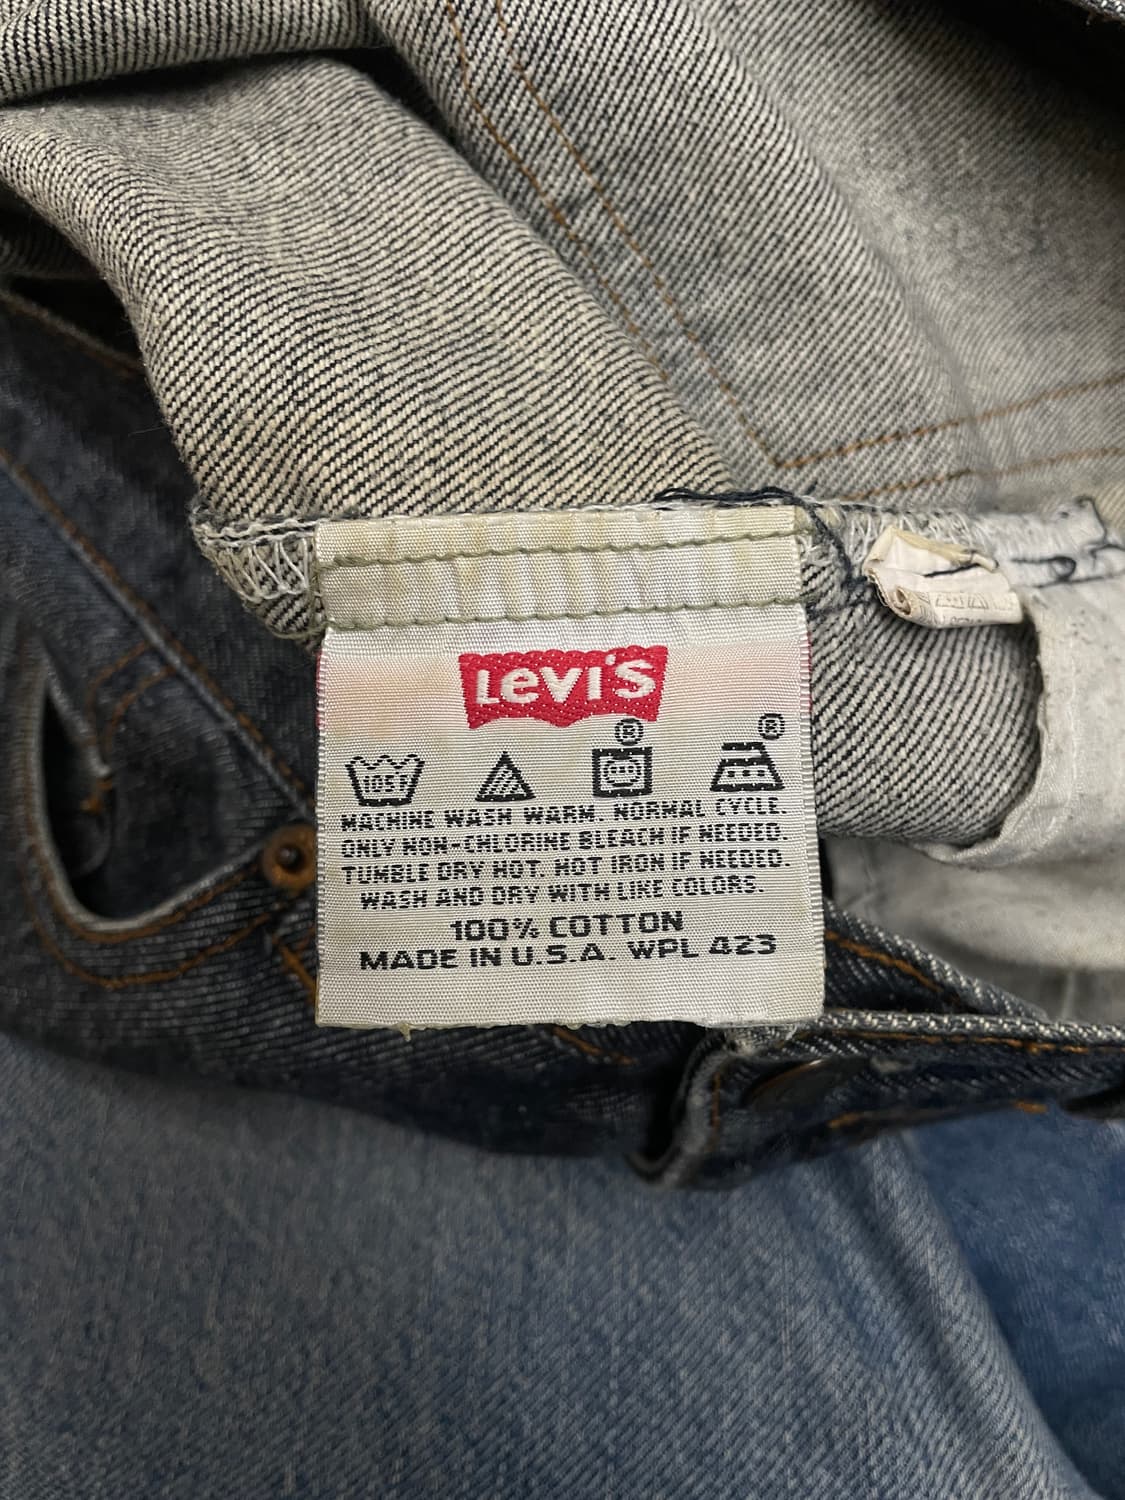 Levi's
®
®
105F
MACHINE WASH WARM. NORMAL CYCLE
ONLY NON-CHLORINE BLEACH IF NEEDED.
TUMBLE DRY HOT. HOT IRON IF NEEDED.
WASH AND DRY WITH LIKE COLORS.
100% COTTON
MADE IN U.S.A. WPL 423